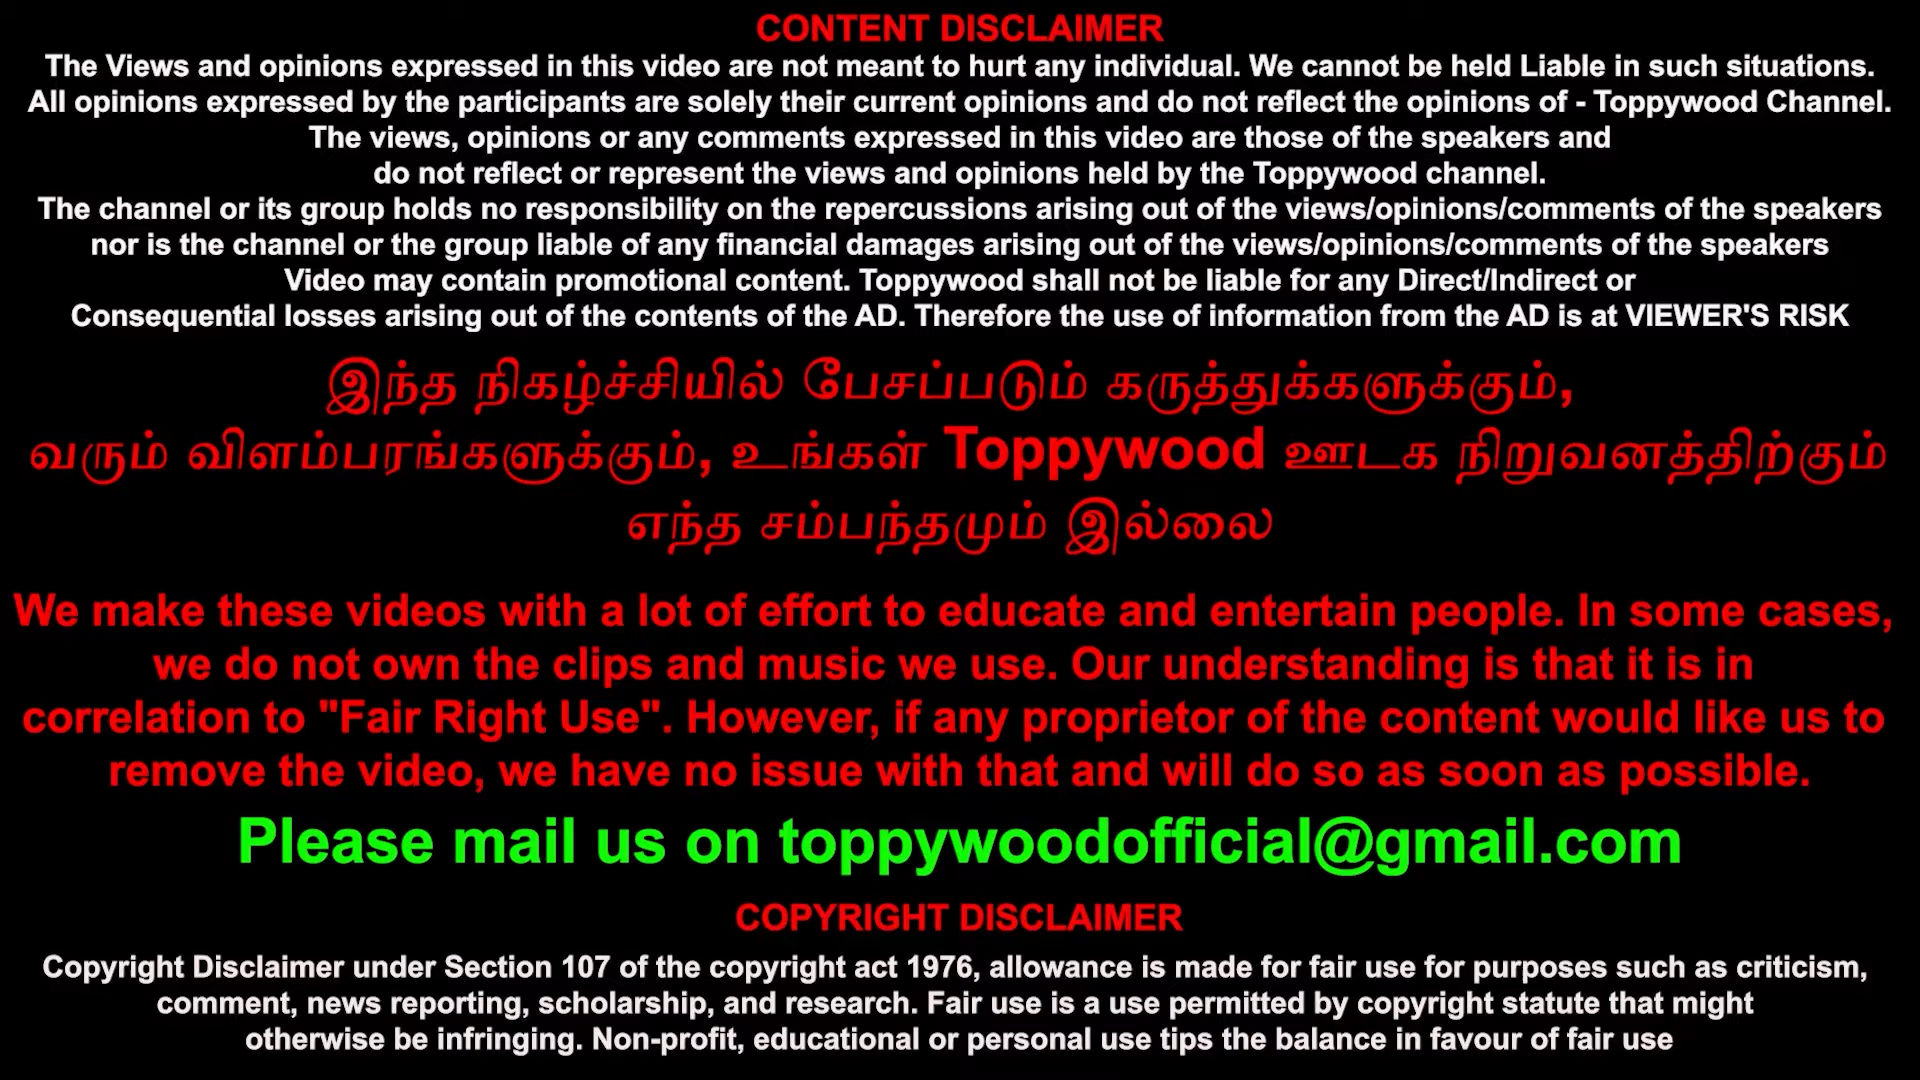 CONTENT DISCLAIMER
The Views and opinions expressed in this video are not meant to hurt any individual. We cannot be held Liable in such situations.
All opinions expressed by the participants are solely their current opinions and do not reflect the opinions of - Toppywood Channel.
The views, opinions or any comments expressed in this video are those of the speakers and
do not reflect or represent the views and opinions held by the Toppywood channel.
The channel or its group holds no responsibility on the repercussions arising out of the views/opinions/comments of the speakers
nor is the channel or the group liable of any financial damages arising out of the views/opinions/comments of the speakers
Video may contain promotional content. Toppywood shall not be liable for any Direct/Indirect or
Consequential losses arising out of the contents of the AD. Therefore the use of information from the AD is at VIEWER'S RISK
இந்த நிகழ்ச்சியில் பேசப்படும் கருத்துக்களுக்கும்,
வரும் விளம்பரங்களுக்கும், உங்கள் Toppywood ஊடக நிறுவனத்திற்கும்
எந்த சம்பந்தமும் இல்லை
We make these videos with a lot of effort to educate and entertain people. In some cases,
we do not own the clips and music we use. Our understanding is that it is in
correlation to "Fair Right Use". However, if any proprietor of the content would like us to
remove the video, we have no issue with that and will do so as soon as possible.
Please mail us on toppywoodofficial@gmail.com
COPYRIGHT DISCLAIMER
Copyright Disclaimer under Section 107 of the copyright act 1976, allowance is made for fair use for purposes such as criticism,
comment, news reporting, scholarship, and research. Fair use is a use permitted by copyright statute that might
otherwise be infringing. Non-profit, educational or personal use tips the balance in favour of fair use